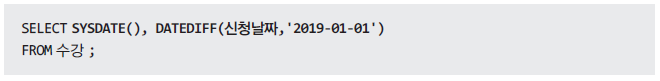 SELECT SYSDATE(), DATEDIFF(신청날짜,'2019-01-01')
FROM 수강 ;